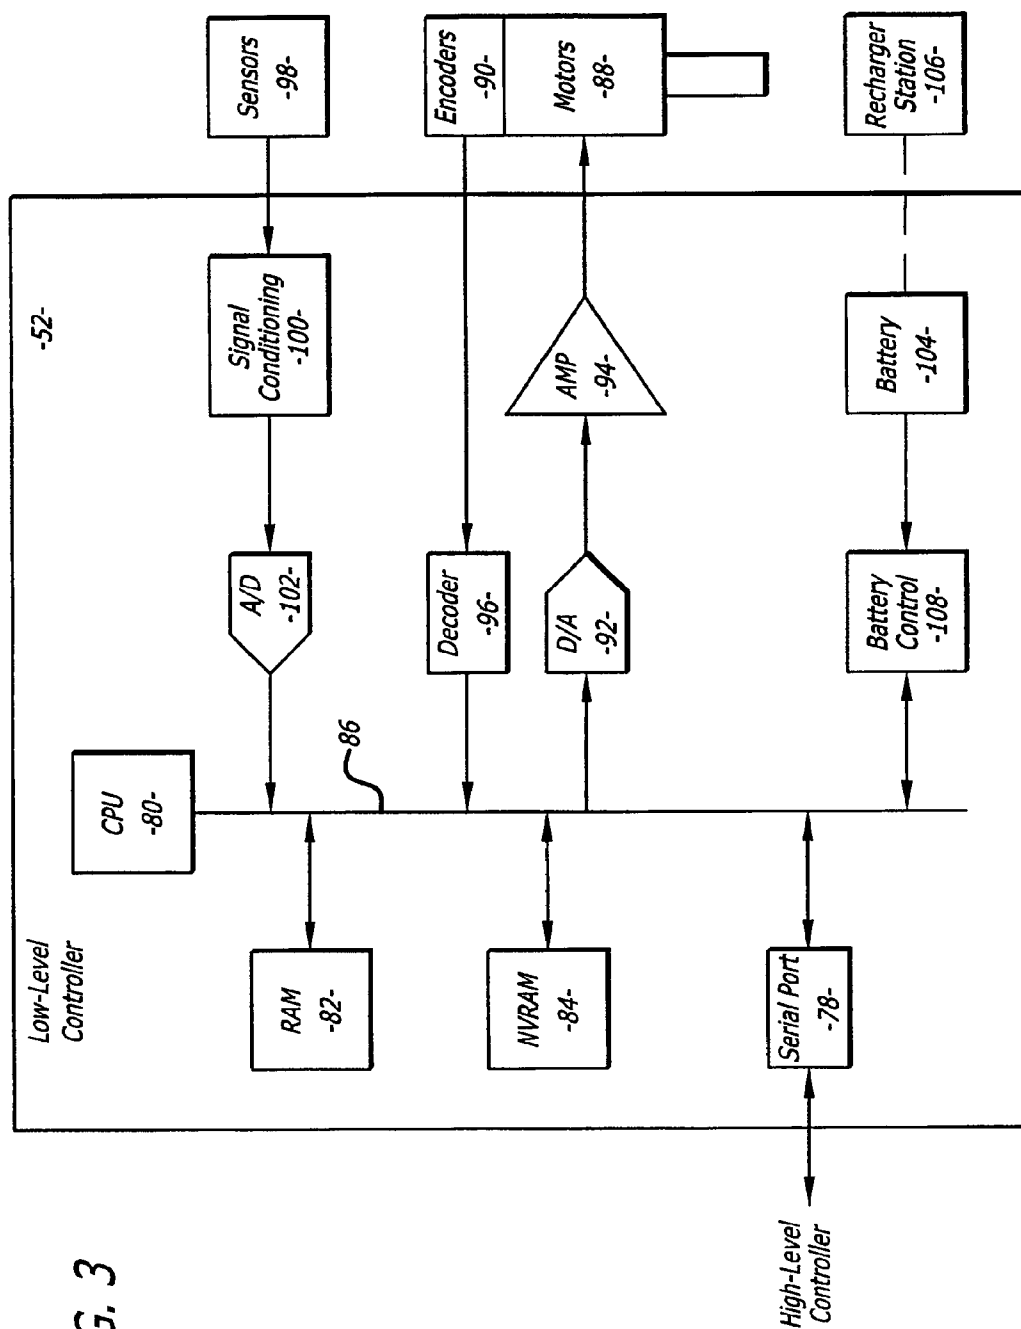 G. 3
Low-Level
Controller
-52-
CPU
-80-
86
RAM
-82-
NVRAM
-84-
Serial Port
-78-
High-Level
Controller
A/D
-102-
Signal
Conditioning
-100-
Sensors
-98-
Decoder
-96-
Encoders
-90-
D/A
-92-
AMP
-94-
Motors
-88-
Battery
Control
-108-
Battery
-104-
Recharger
Station
-106-